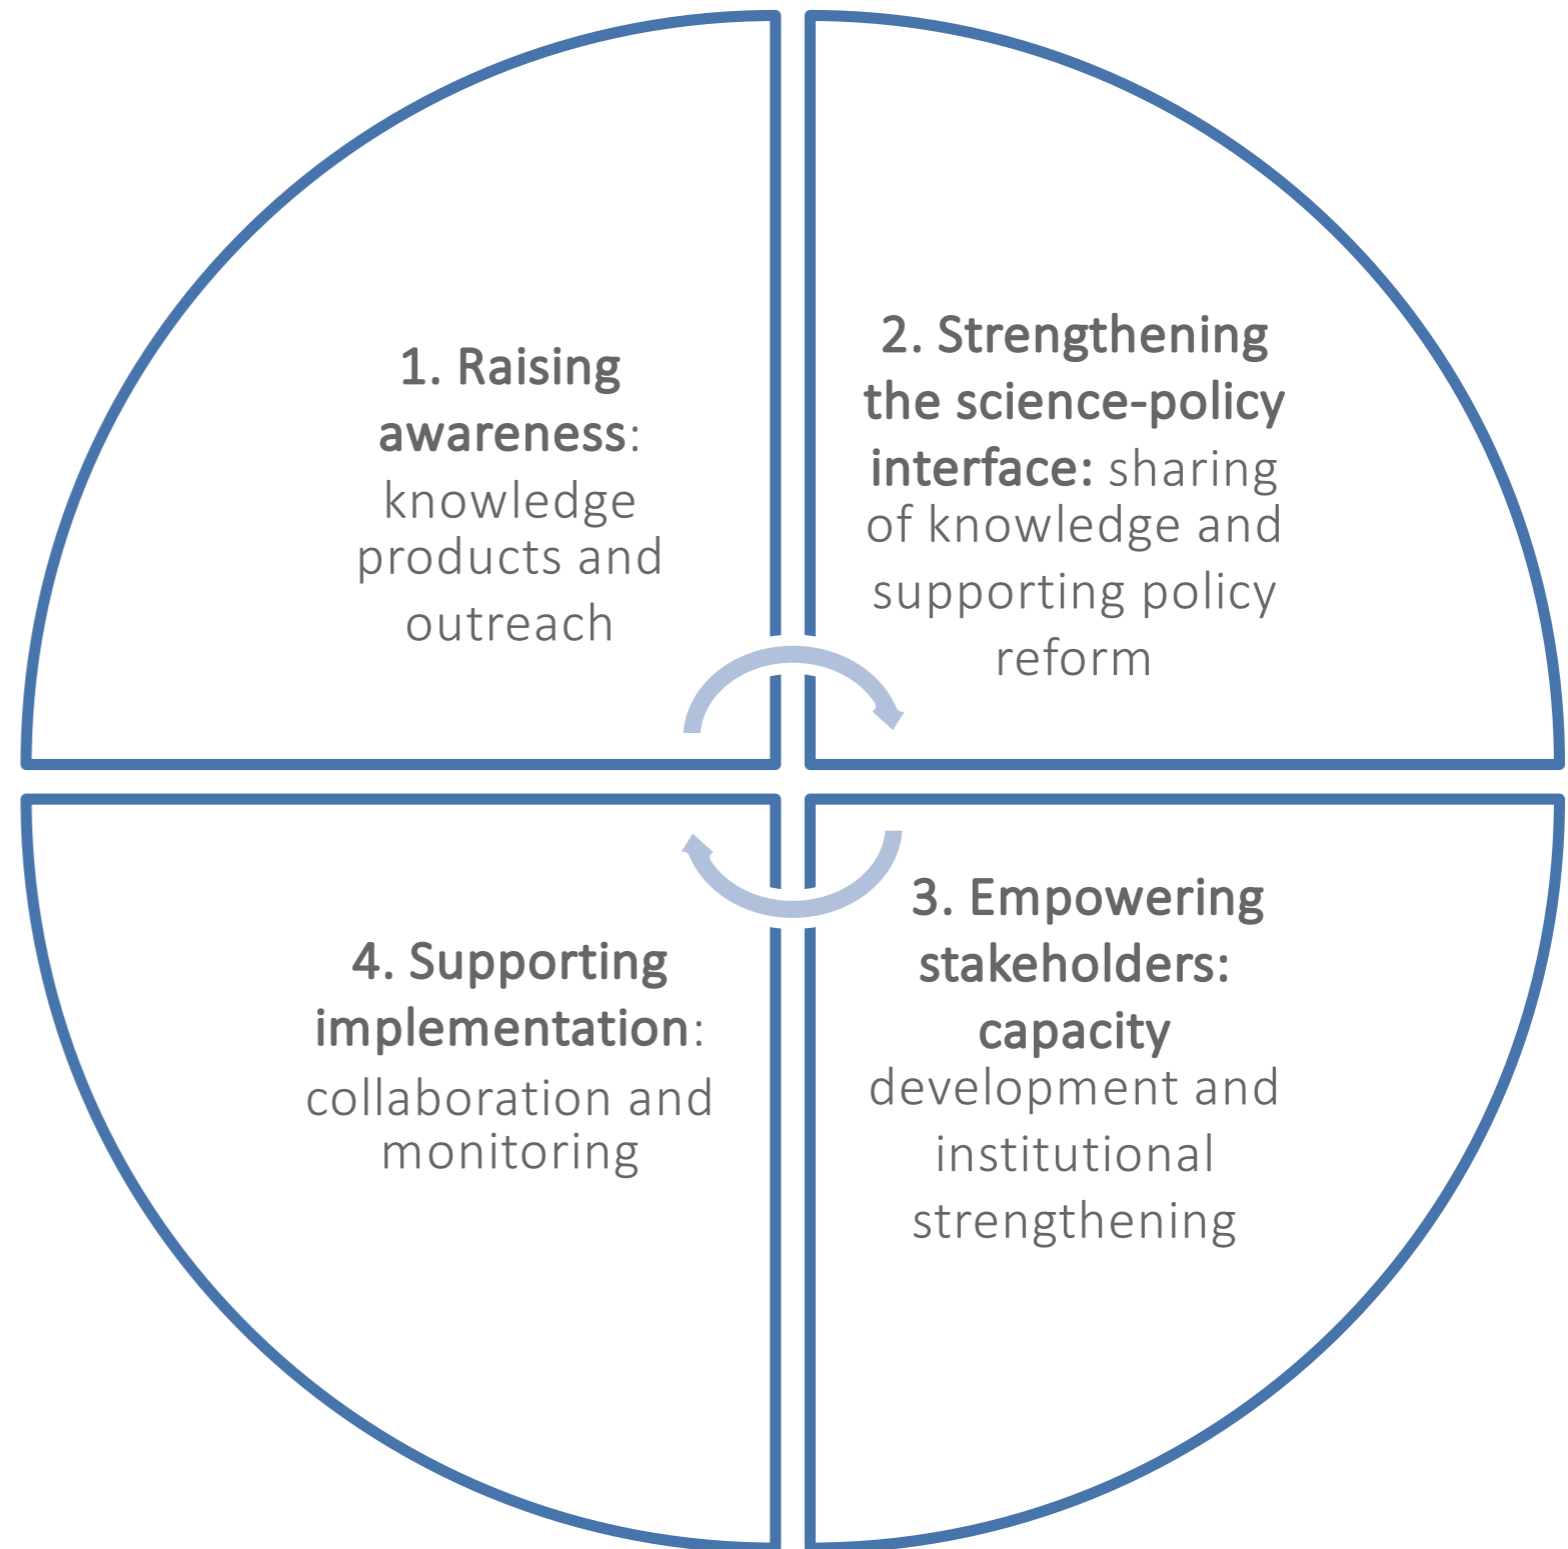 1. Raising
awareness:
knowledge
products and
outreach
2. Strengthening
the science-policy
interface: sharing
of knowledge and
supporting policy
reform
3. Empowering
stakeholders:
capacity
development and
institutional
strengthening
4. Supporting
implementation:
collaboration and
monitoring